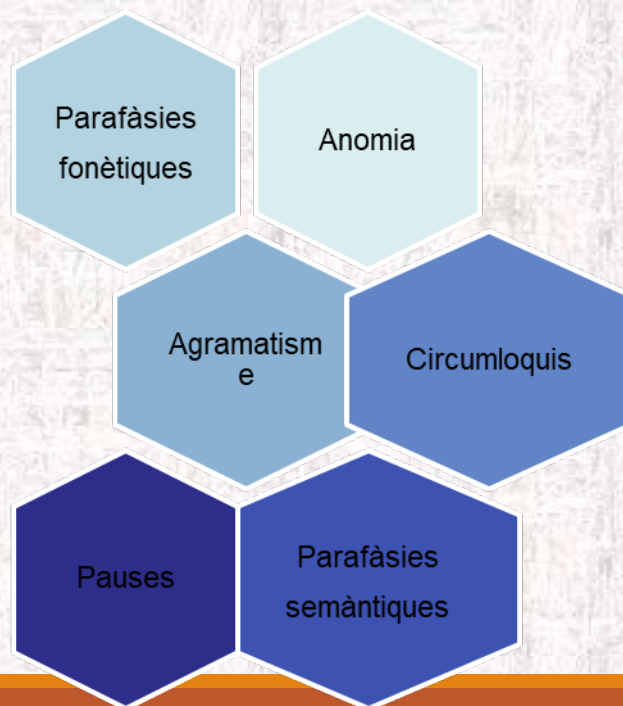 Parafàsies
fonètiques
Anomia
Agramatism
e
Circumloquis
Pauses
Parafàsies
semàntiques